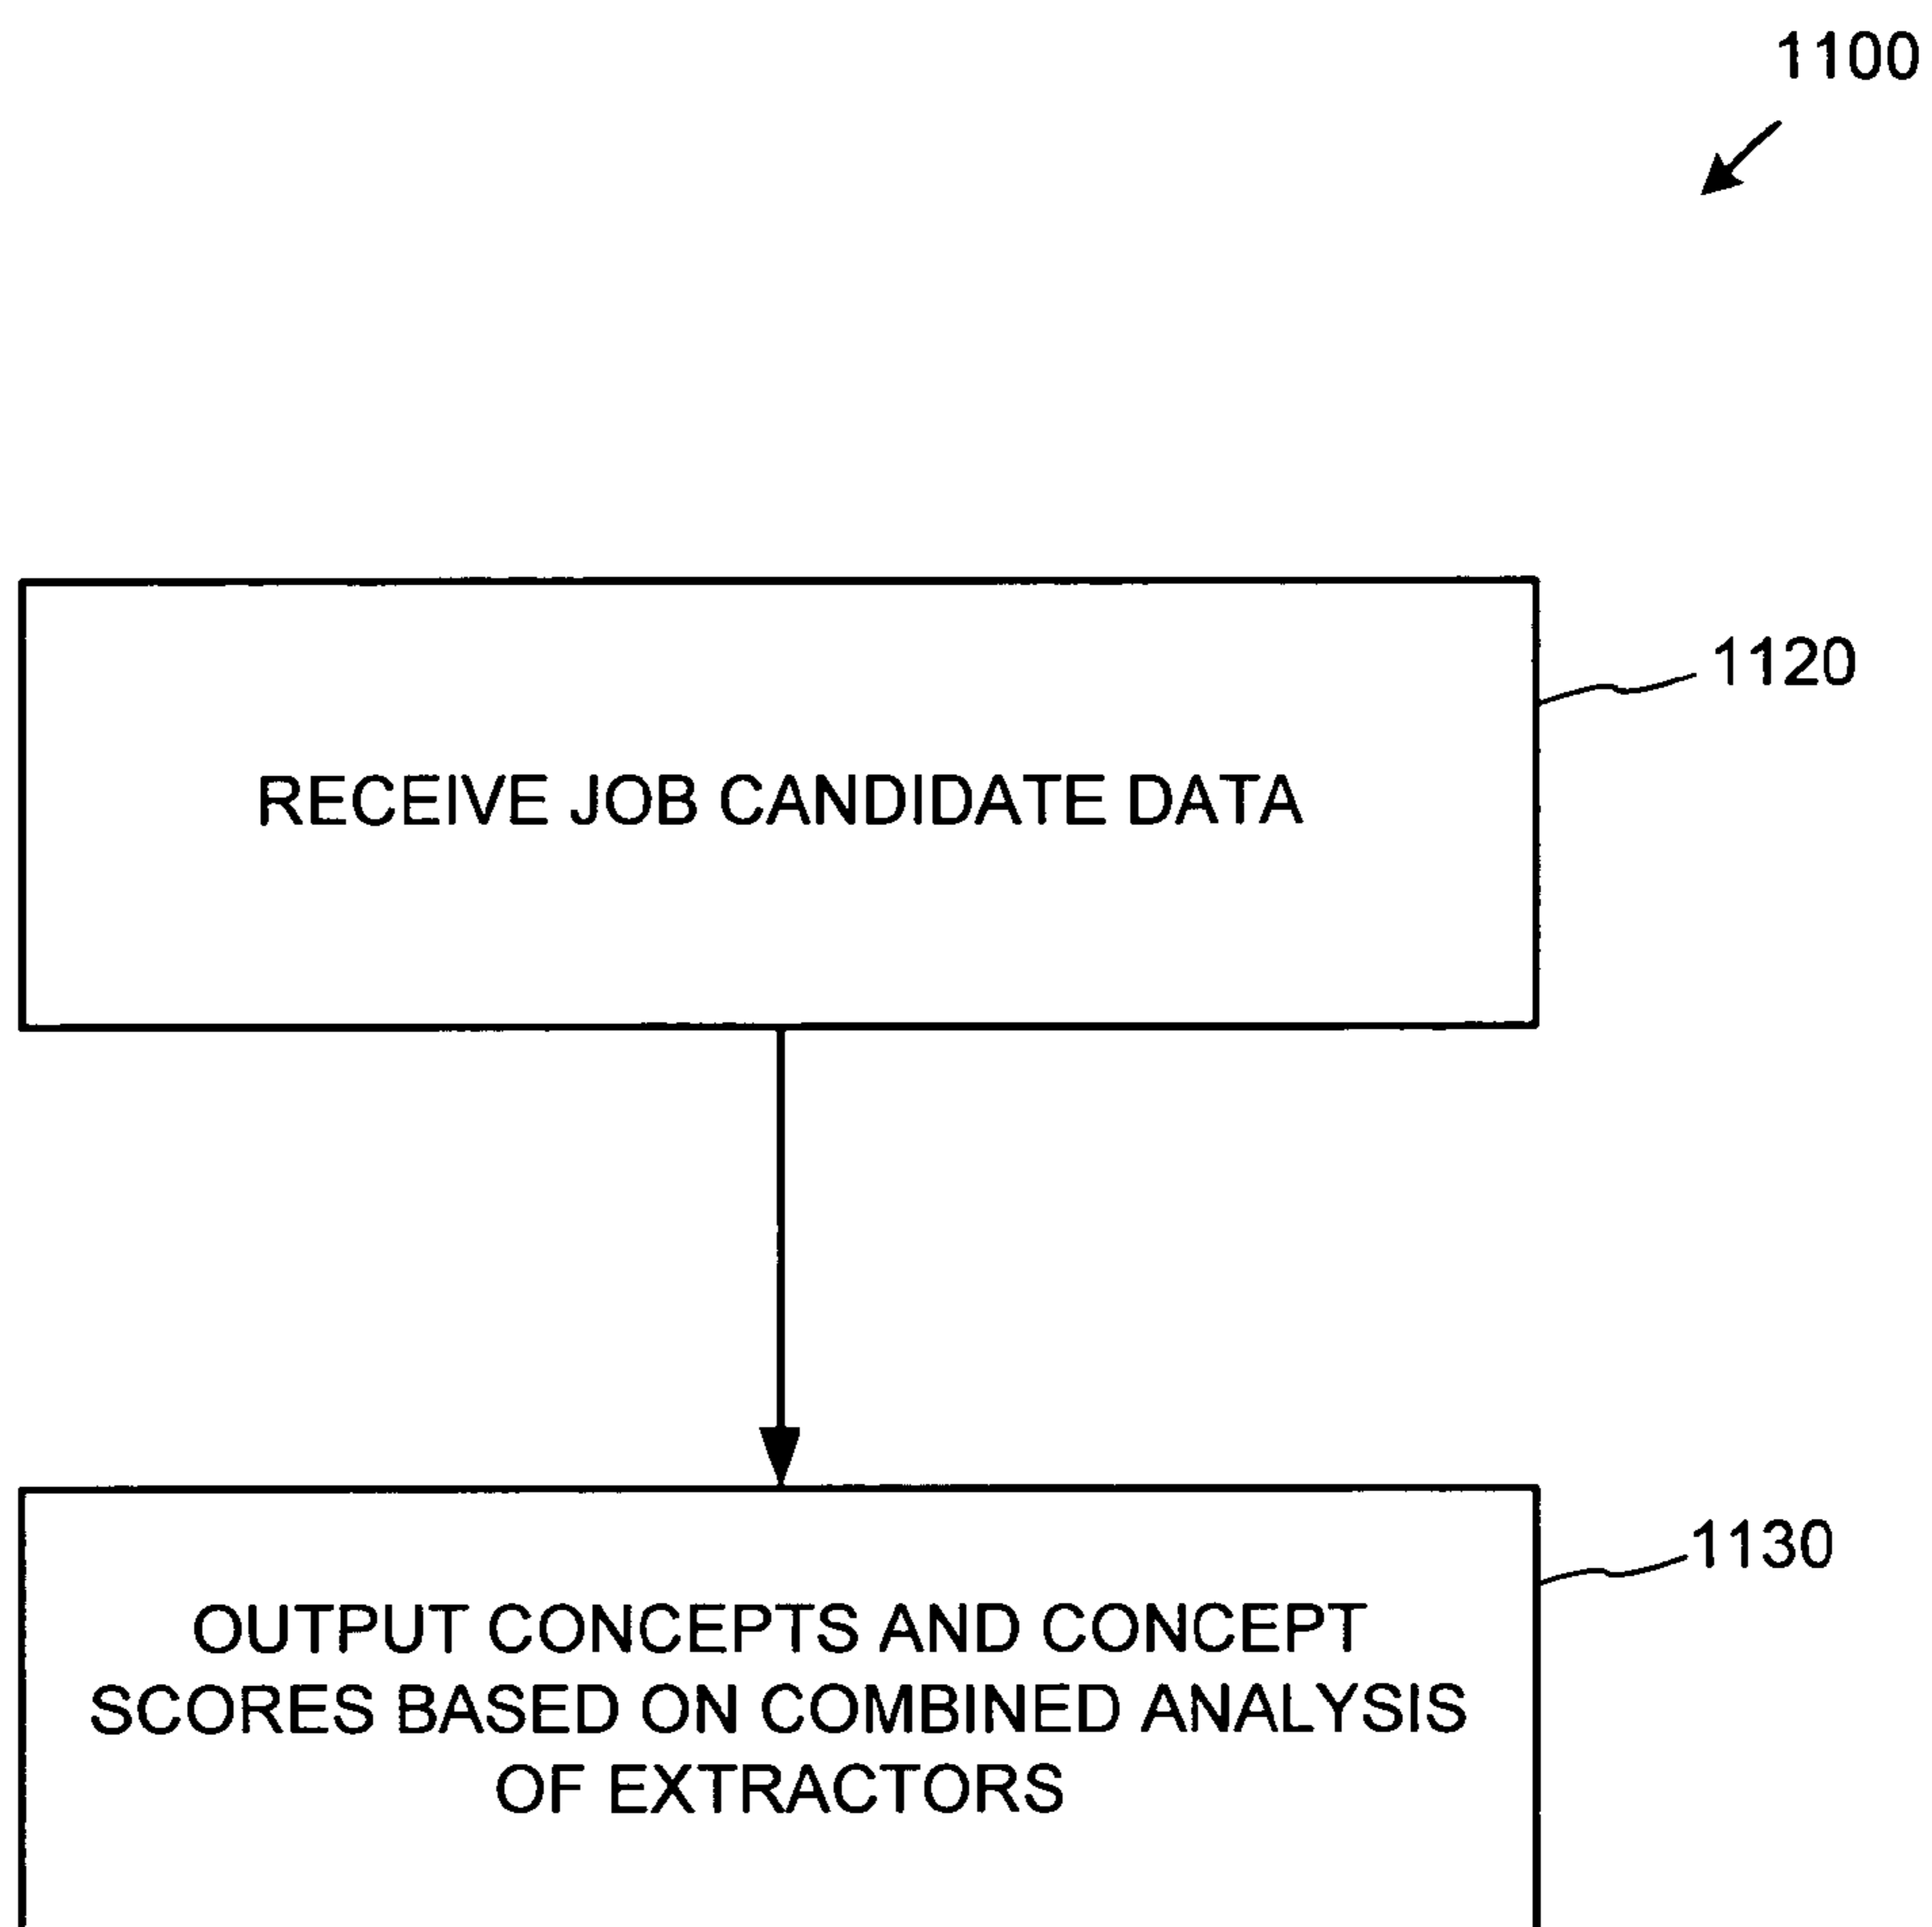 1100
1120
RECEIVE JOB CANDIDATE DATA
1130
OUTPUT CONCEPTS AND CONCEPT
SCORES BASED ON COMBINED ANALYSIS
OF EXTRACTORS